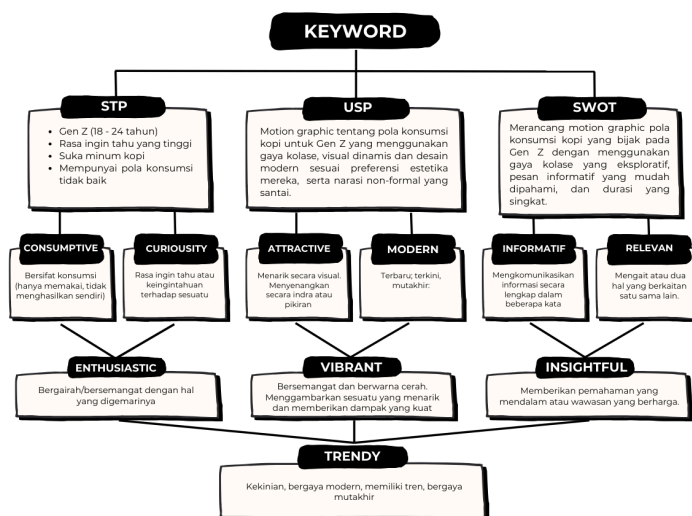 KEYWORD
STP
• Gen Z (18 - 24 tahun)
• Rasa ingin tahu yang tinggi
• Suka minum kopi
• Mempunyai pola konsumsi
tidak baik
USP
Motion graphic tentang pola konsumsi
kopi untuk Gen Z yang menggunakan
gaya kolase, visual dinamis dan desain
modern sesuai preferensi estetika
mereka, serta narasi non-formal yang
santai.
SWOT
Merancang motion graphic pola
konsumsi kopi yang bijak pada
Gen Z dengan menggunakan
gaya kolase yang eksploratif,
pesan informatif yang mudah
dipahami, dan durasi yang
singkat.
CONSUMPTIVE
Bersifat konsumsi
(hanya memakai, tidak
menghasilkan sendiri)
CURIOUSITY
Rasa ingin tahu atau
keingintahuan
terhadap sesuatu
ATTRACTIVE
Menarik secara visual.
Menyenangkan
secara indra atau
pikiran
MODERN
Terbaru; terkini,
mutakhir:
INFORMATIF
Mengkomunikasikan
informasi secara
lengkap dalam
beberapa kata
RELEVAN
Mengait atau dua
hal yang berkaitan
satu sama lain.
ENTHUSIASTIC
Bergairah/bersemangat dengan hal
yang digemarinya
VIBRANT
Bersemangat dan berwarna cerah.
Menggambarkan sesuatu yang menarik
dan memberikan dampak yang kuat
INSIGHTFUL
Memberikan pemahaman yang
mendalam atau wawasan yang berharga.
TRENDY
Kekinian, bergaya modern, memiliki tren, bergaya
mutakhir